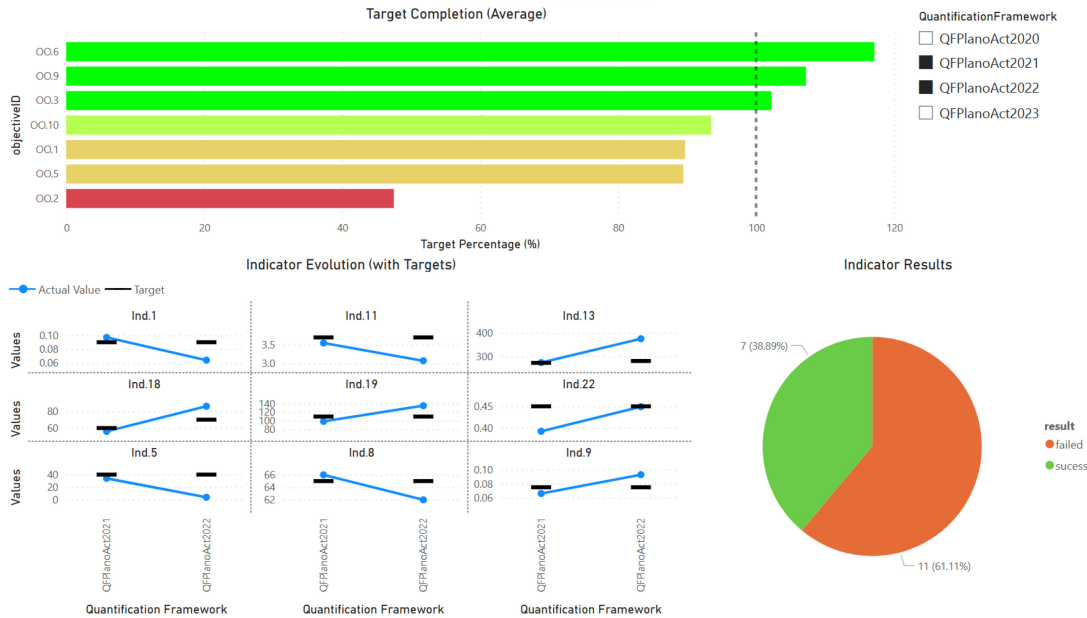 Target Completion (Average)
QuantificationFramework
QFPlanoAct2020
QFPlanoAct2021
QFPlanoAct2022
QFPlanoAct2023
objectiveID
OO.6
OO.9
OO.3
OO.10
OO.1
OO.5
OO.2
0 20 40 60 80 100 120
Target Percentage (%)
Indicator Evolution (with Targets)
Actual Value Target
Ind.1 Ind.11 Ind.13
Values
0.10
0.08
0.06
3.5
3.0
400
300
Ind.18 Ind.19 Ind.22
Values
80
60
140
100
80
0.45
0.40
Ind.5 Ind.8 Ind.9
Values
40
20
0
66
64
62
0.10
0.08
0.06
QFPlanoAct2021
QFPlanoAct2022
QFPlanoAct2021
QFPlanoAct2022
QFPlanoAct2021
QFPlanoAct2022
Quantification Framework Quantification Framework Quantification Framework
Indicator Results
7 (38.89%)
11 (61.11%)
result
failed
sucess